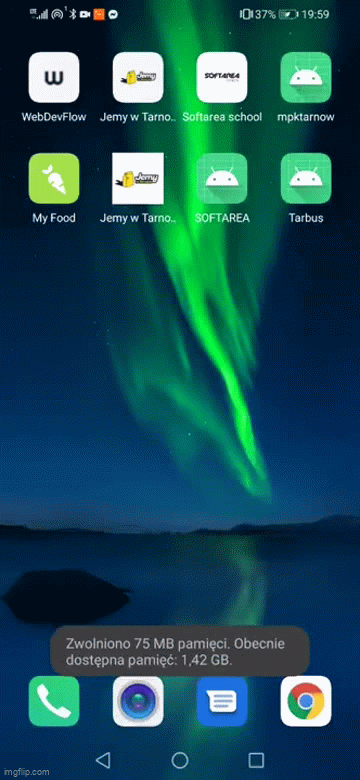 37% 19:59
WebDevFlow
Jemy w Tarno..
Softarea school
mpktarnow
My Food
Jemy w Tarno..
SOFTAREA
Tarbus
Zwolniono 75 MB pamięci. Obecnie
dostępna pamięć: 1,42 GB.
imgflip.com